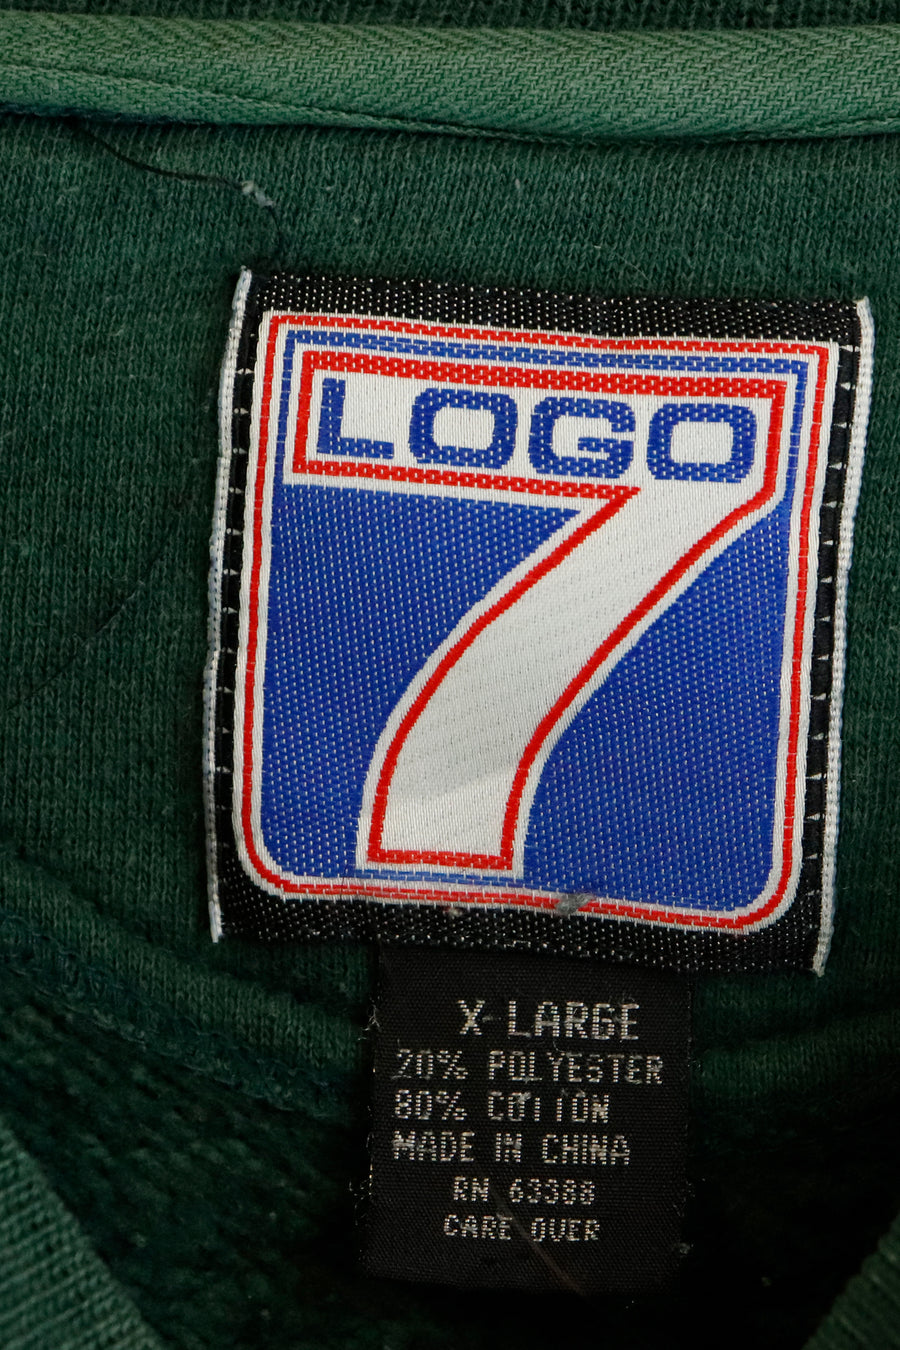 LOGO
7
X-LARGE
20% POLYESTER
80% COTTON
MADE IN CHINA
RN 63388
CARE OVER